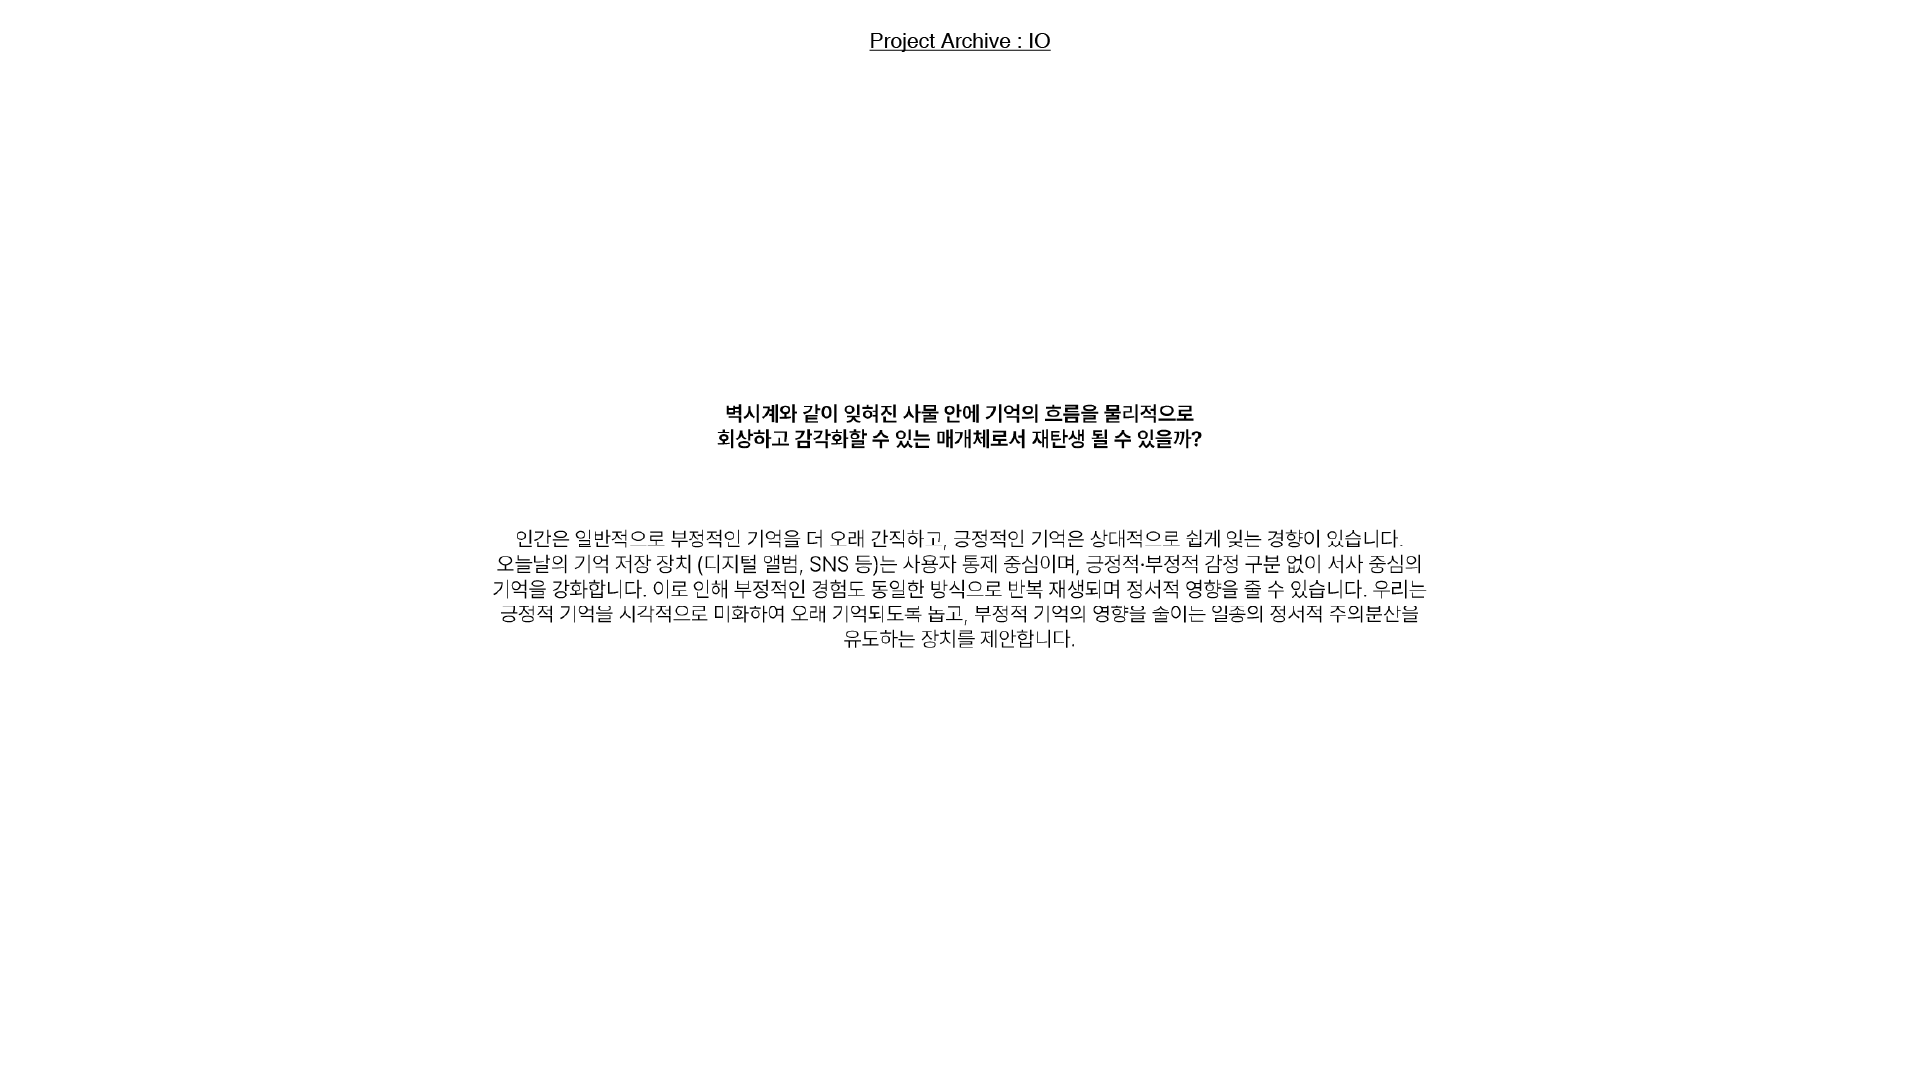 Project Archive : IO
벽시계와 같이 잊혀진 사물 안에 기억의 흐름을 물리적으로
회상하고 감각화할 수 있는 매개체로서 재탄생 될 수 있을까?
인간은 일반적으로 부정적인 기억을 더 오래 간직하고, 긍정적인 기억은 상대적으로 쉽게 잊는 경향이 있습니다.
오늘날의 기억 저장 장치 (디지털 앨범, SNS 등)는 사용자 통제 중심이며, 긍정적·부정적 감정 구분 없이 서사 중심의
기억을 강화합니다. 이로 인해 부정적인 경험도 동일한 방식으로 반복 재생되며 정서적 영향을 줄 수 있습니다. 우리는
긍정적 기억을 시각적으로 미화하여 오래 기억되도록 돕고, 부정적 기억의 영향을 줄이는 일종의 정서적 주의분산을
유도하는 장치를 제안합니다.